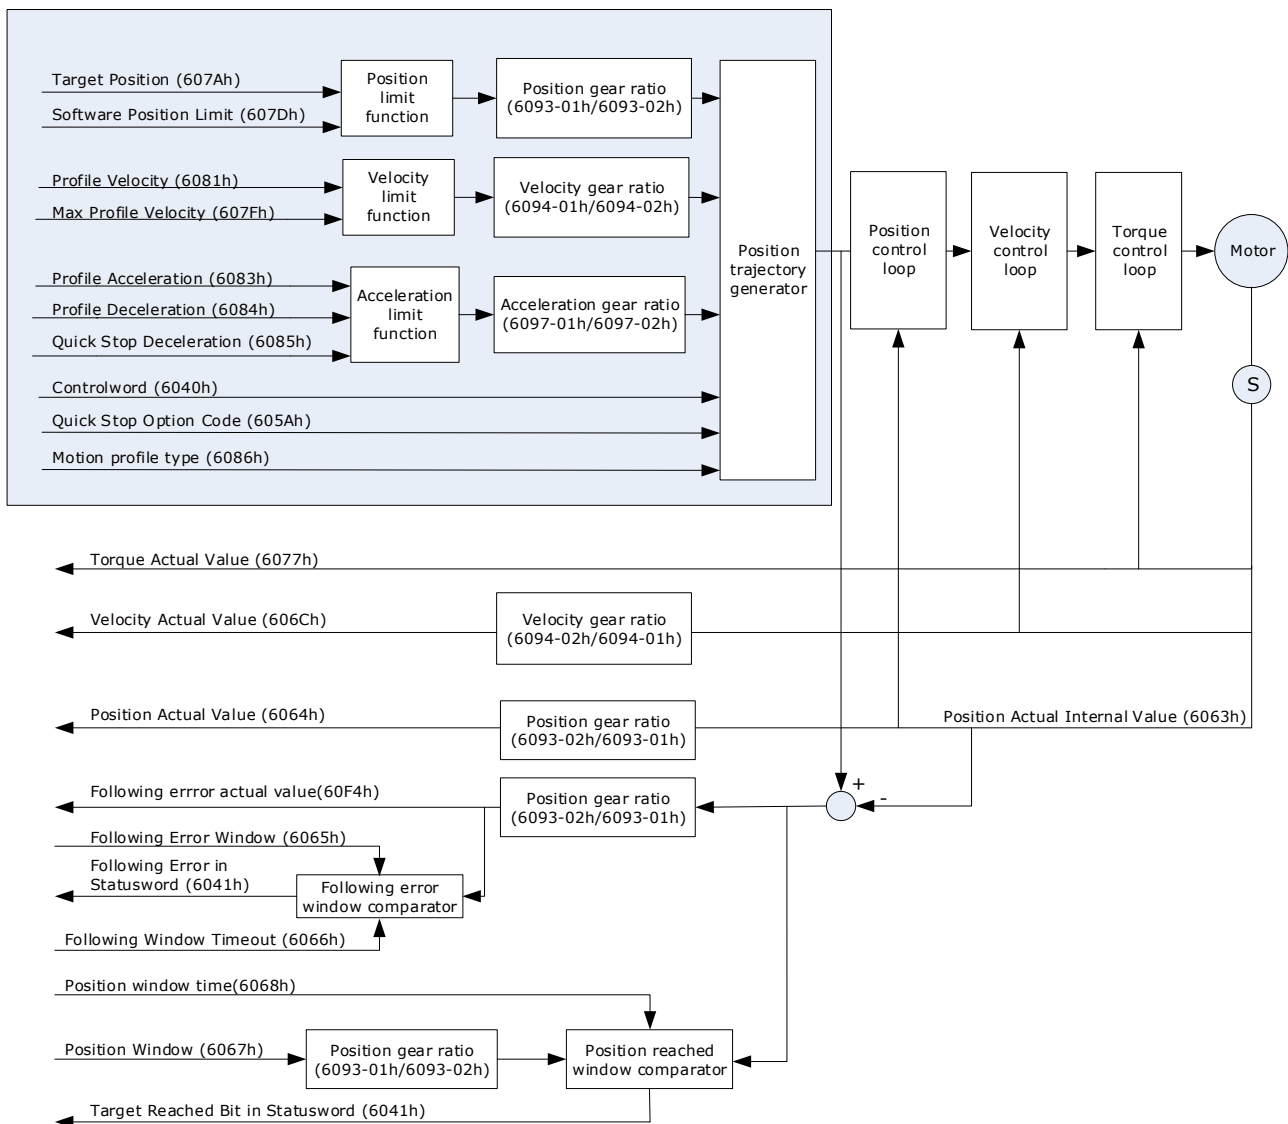 Target Position (607Ah)
Software Position Limit (607Dh)
Position
limit
function
Position gear ratio
(6093-01h/6093-02h)
Profile Velocity (6081h)
Max Profile Velocity (607Fh)
Velocity
limit
function
Velocity gear ratio
(6094-01h/6094-02h)
Profile Acceleration (6083h)
Profile Deceleration (6084h)
Quick Stop Deceleration (6085h)
Acceleration
limit
function
Acceleration gear ratio
(6097-01h/6097-02h)
Controlword (6040h)
Quick Stop Option Code (605Ah)
Motion profile type (6086h)
Position
trajectory
generator
Position
control
loop
Velocity
control
loop
Torque
control
loop
Motor
S
Torque Actual Value (6077h)
Velocity Actual Value (606Ch)
Velocity gear ratio
(6094-02h/6094-01h)
Position Actual Value (6064h)
Position gear ratio
(6093-02h/6093-01h)
Position Actual Internal Value (6063h)
Following errror actual value(60F4h)
Position gear ratio
(6093-02h/6093-01h)
+
-
Following Error Window (6065h)
Following Error in
Statusword (6041h)
Following error
window comparator
Following Window Timeout (6066h)
Position window time(6068h)
Position Window (6067h)
Position gear ratio
(6093-01h/6093-02h)
Position reached
window comparator
Target Reached Bit in Statusword (6041h)